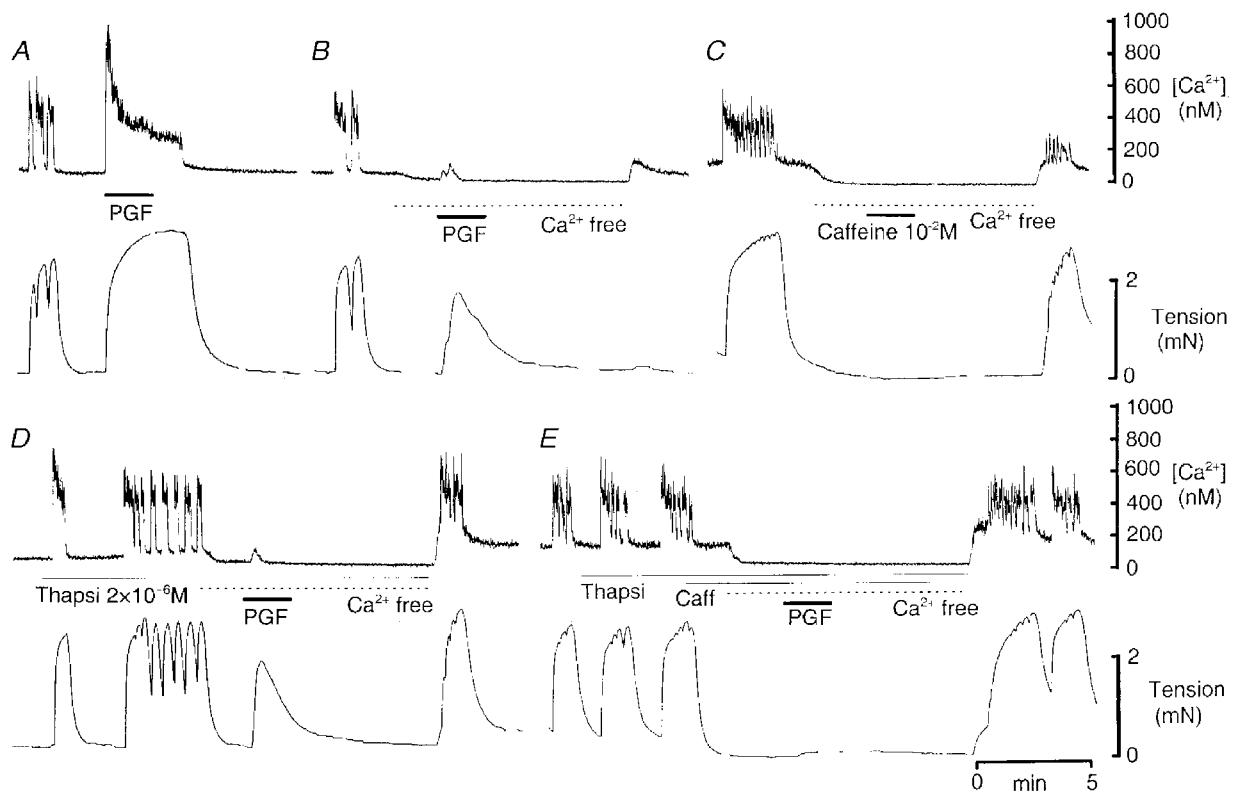 A
B
C
1000
800
600
400
200
0
[Ca²⁺]
(nM)
PGF
PGF
Ca²⁺ free
Caffeine 10⁻²M
Ca²⁺ free
2
0
Tension
(mN)
D
E
1000
800
600
400
200
0
[Ca²⁺]
(nM)
Thapsi 2×10⁻⁶M
PGF
Ca²⁺ free
Thapsi
Caff
PGF
Ca²⁺ free
2
0
Tension
(mN)
0 min 5